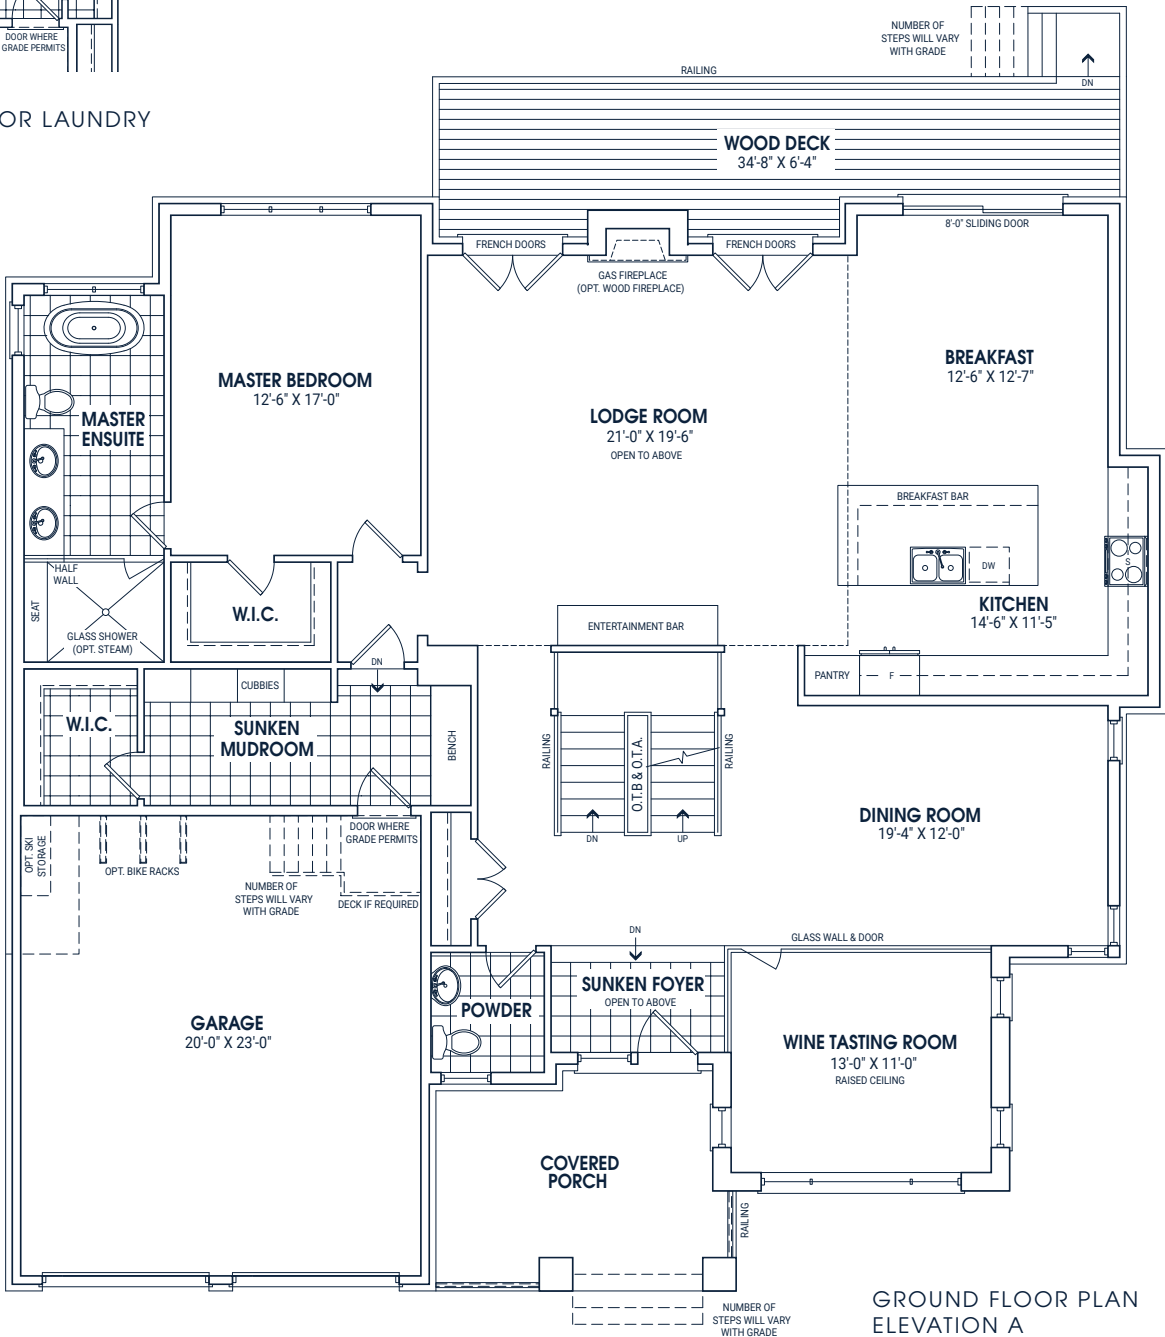 DOOR WHERE
GRADE PERMITS
OR LAUNDRY
NUMBER OF
STEPS WILL VARY
WITH GRADE
RAILING
DN
WOOD DECK
34'-8" X 6'-4"
8'-0" SLIDING DOOR
FRENCH DOORS
FRENCH DOORS
GAS FIREPLACE
(OPT. WOOD FIREPLACE)
MASTER BEDROOM
12'-6" X 17'-0"
BREAKFAST
12'-6" X 12'-7"
MASTER
ENSUITE
LODGE ROOM
21'-0" X 19'-6"
OPEN TO ABOVE
BREAKFAST BAR
DW
S
HALF
WALL
SEAT
GLASS SHOWER
(OPT. STEAM)
W.I.C.
KITCHEN
14'-6" X 11'-5"
ENTERTAINMENT BAR
DN
PANTRY
F
CUBBIES
W.I.C.
SUNKEN
MUDROOM
BENCH
RAILING
O.T.B & O.T.A.
RAILING
DN
UP
DINING ROOM
19'-4" X 12'-0"
OPT. SKI
STORAGE
OPT. BIKE RACKS
DOOR WHERE
GRADE PERMITS
NUMBER OF
STEPS WILL VARY
WITH GRADE
DECK IF REQUIRED
DN
GLASS WALL & DOOR
SUNKEN FOYER
OPEN TO ABOVE
POWDER
GARAGE
20'-0" X 23'-0"
WINE TASTING ROOM
13'-0" X 11'-0"
RAISED CEILING
COVERED
PORCH
RAILING
NUMBER OF
STEPS WILL VARY
WITH GRADE
GROUND FLOOR PLAN
ELEVATION A